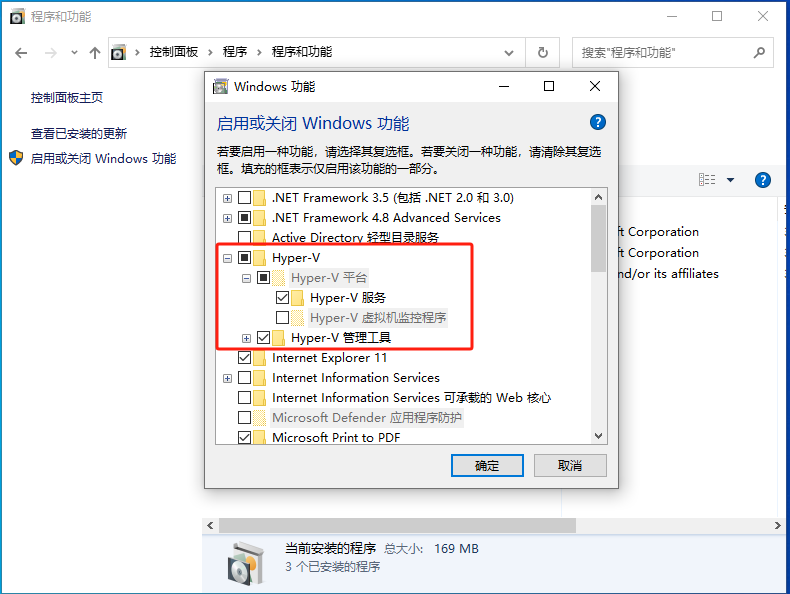 程序和功能
控制面板 程序 程序和功能
搜索"程序和功能"
控制面板主页
查看已安装的更新
启用或关闭 Windows 功能
Windows 功能
启用或关闭 Windows 功能
若要启用一种功能，请选择其复选框。若要关闭一种功能，请清除其复选
框。填充的框表示仅启用该功能的一部分。
.NET Framework 3.5 (包括 .NET 2.0 和 3.0)
.NET Framework 4.8 Advanced Services
Active Directory 轻型目录服务
Hyper-V
Hyper-V 平台
Hyper-V 服务
Hyper-V 虚拟机监控程序
Hyper-V 管理工具
Internet Explorer 11
Internet Information Services
Internet Information Services 可承载的 Web 核心
Microsoft Defender 应用程序防护
Microsoft Print to PDF
确定
取消
ft Corporation
ft Corporation
nd/or its affiliates
当前安装的程序 总大小: 169 MB
3 个已安装的程序